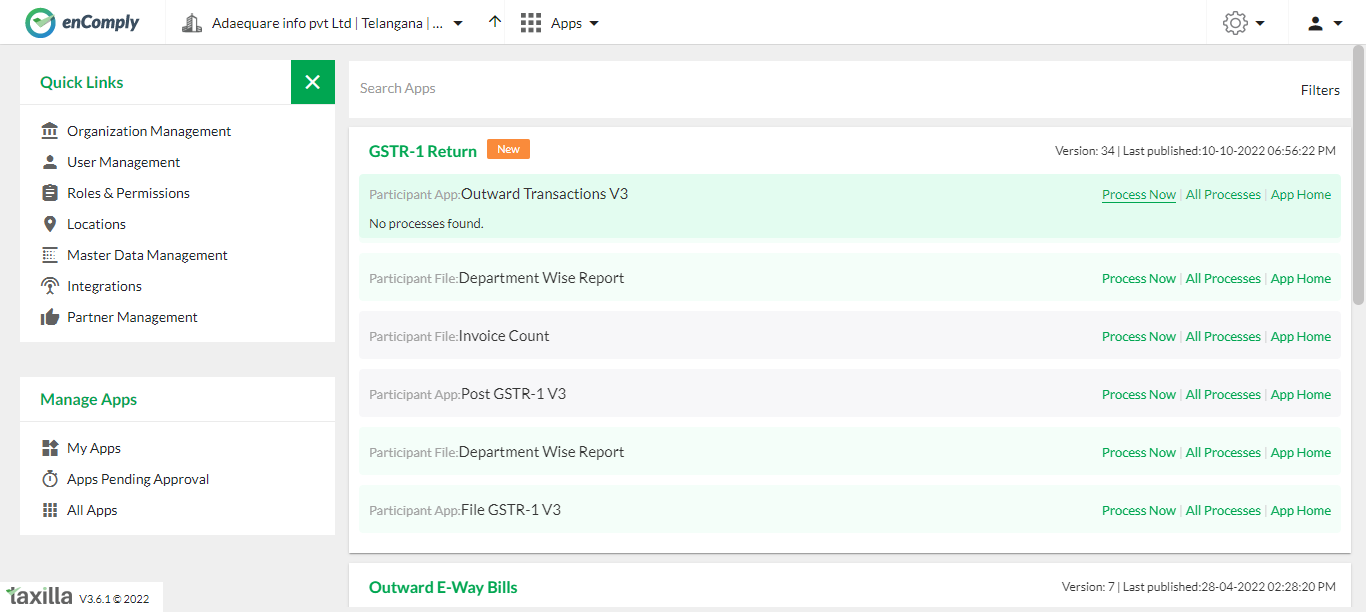 enComply
Adaequare info pvt Ltd | Telangana | ...
Apps
Quick Links
Organization Management
User Management
Roles & Permissions
Locations
Master Data Management
Integrations
Partner Management
Manage Apps
My Apps
Apps Pending Approval
All Apps
taxilla V3.6.1 © 2022
Search Apps
Filters
GSTR-1 Return New Version: 34 | Last published:10-10-2022 06:56:22 PM
Participant App:Outward Transactions V3 Process Now | All Processes | App Home
No processes found.
Participant File:Department Wise Report Process Now | All Processes | App Home
Participant File:Invoice Count Process Now | All Processes | App Home
Participant App:Post GSTR-1 V3 Process Now | All Processes | App Home
Participant File:Department Wise Report Process Now | All Processes | App Home
Participant App:File GSTR-1 V3 Process Now | All Processes | App Home
Outward E-Way Bills Version: 7 | Last published:28-04-2022 02:28:20 PM